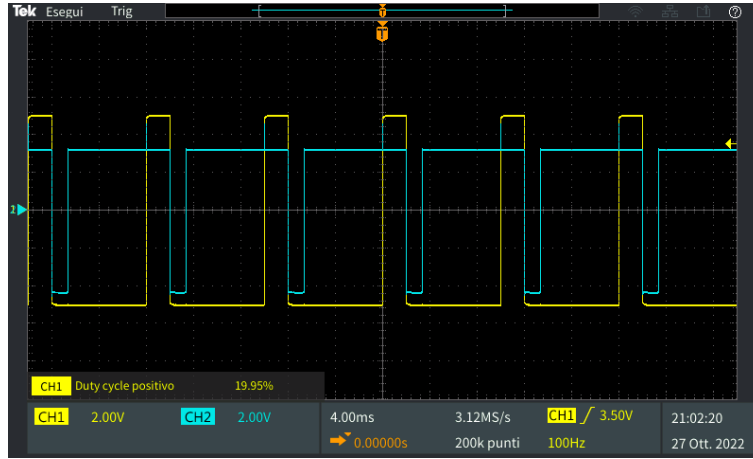 Tek Esegui Trig
T
T
2
CH1 Duty cycle positivo 19.95%
CH1 2.00V CH2 2.00V 4.00ms 3.12MS/s CH1 3.50V 21:02:20
0.00000s 200k punti 100Hz 27 Ott. 2022